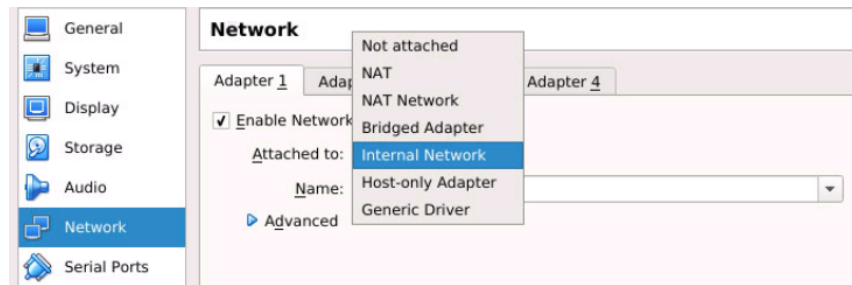 General
System
Display
Storage
Audio
Network
Serial Ports
Network
Adapter 1
Adapter 4
Enable Network
Attached to:
Name:
Advanced
Not attached
NAT
NAT Network
Bridged Adapter
Internal Network
Host-only Adapter
Generic Driver